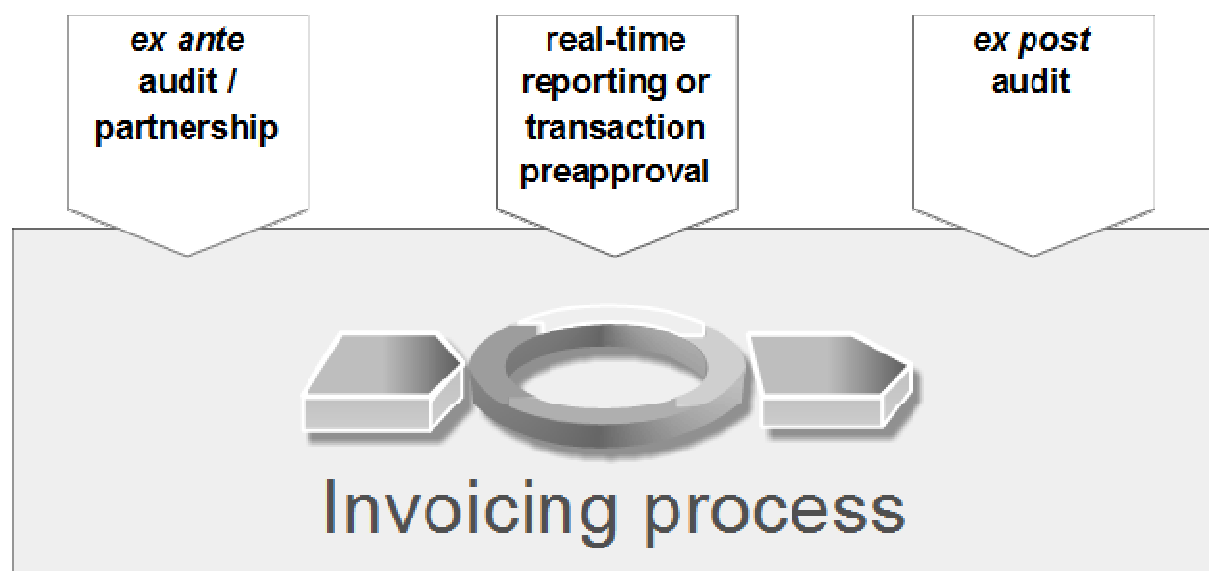 ex ante
audit /
partnership
real-time
reporting or
transaction
preapproval
ex post
audit
Invoicing process